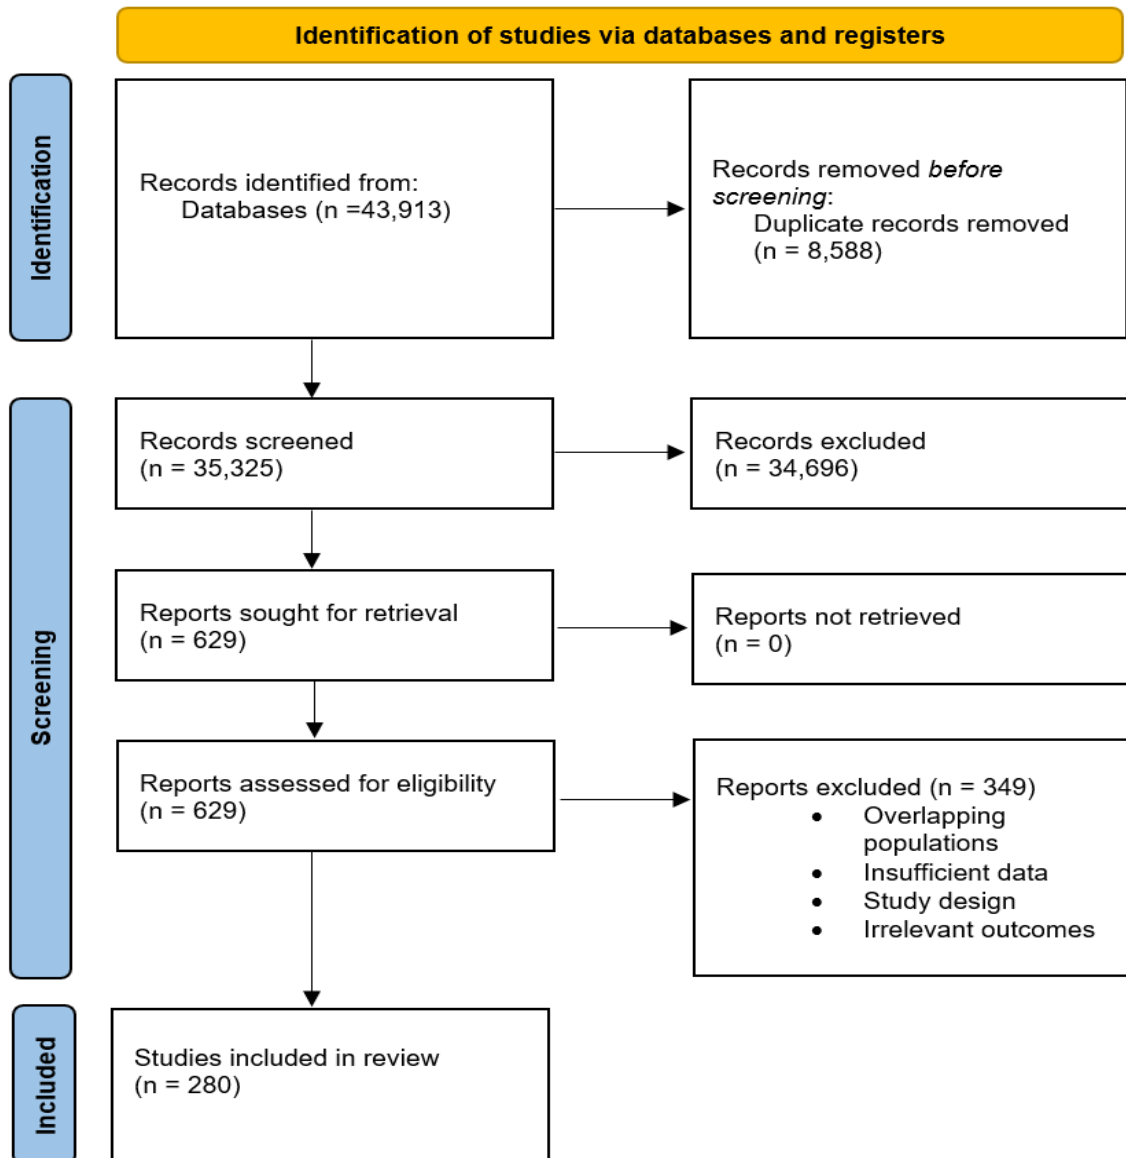 Identification of studies via databases and registers
Identification
Records identified from:
Databases (n =43,913)
Records removed before
screening:
Duplicate records removed
(n = 8,588)
Screening
Records screened
(n = 35,325)
Records excluded
(n = 34,696)
Reports sought for retrieval
(n = 629)
Reports not retrieved
(n = 0)
Reports assessed for eligibility
(n = 629)
Reports excluded (n = 349)
• Overlapping
populations
• Insufficient data
• Study design
• Irrelevant outcomes
Included
Studies included in review
(n = 280)